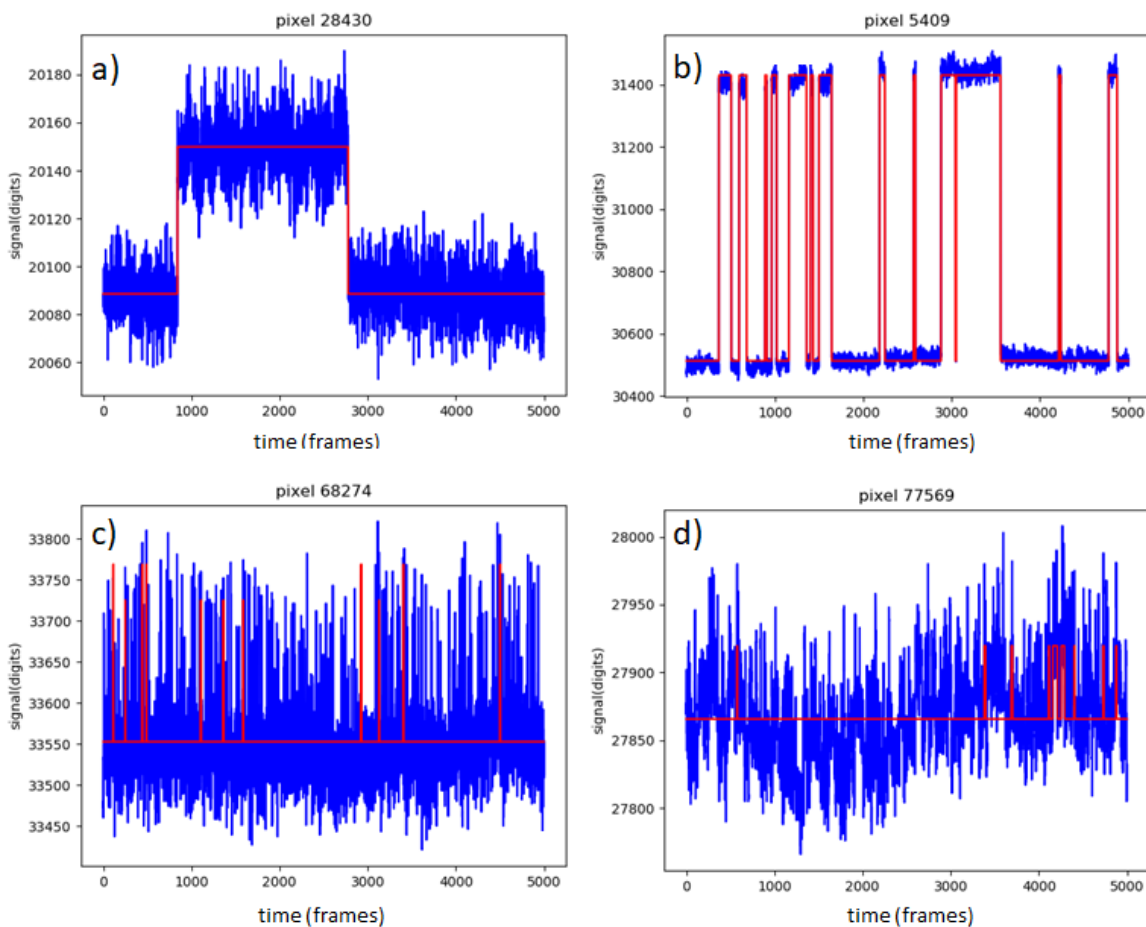 pixel 28430
a)
signal(digits)
20180
20160
20140
20120
20100
20080
20060
0 1000 2000 3000 4000 5000
time (frames)
pixel 5409
b)
signal(digits)
31400
31200
31000
30800
30600
30400
0 1000 2000 3000 4000 5000
time (frames)
pixel 68274
c)
signal(digits)
33800
33750
33700
33650
33600
33550
33500
33450
0 1000 2000 3000 4000 5000
time (frames)
pixel 77569
d)
signal(digits)
28000
27950
27900
27850
27800
0 1000 2000 3000 4000 5000
time (frames)